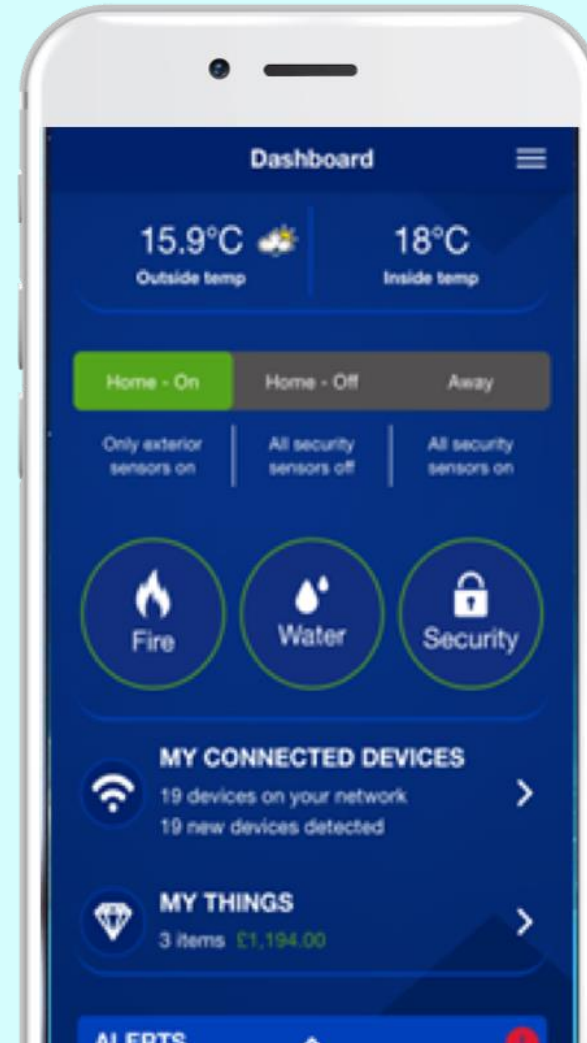 Dashboard
15.9°C 18°C
Outside temp Inside temp
Home - On Home - Off Away
Only exterior sensors on
All security sensors off
All security sensors on
Fire Water Security
MY CONNECTED DEVICES
19 devices on your network
19 new devices detected
MY THINGS
3 items £1,194.00
ALERTS